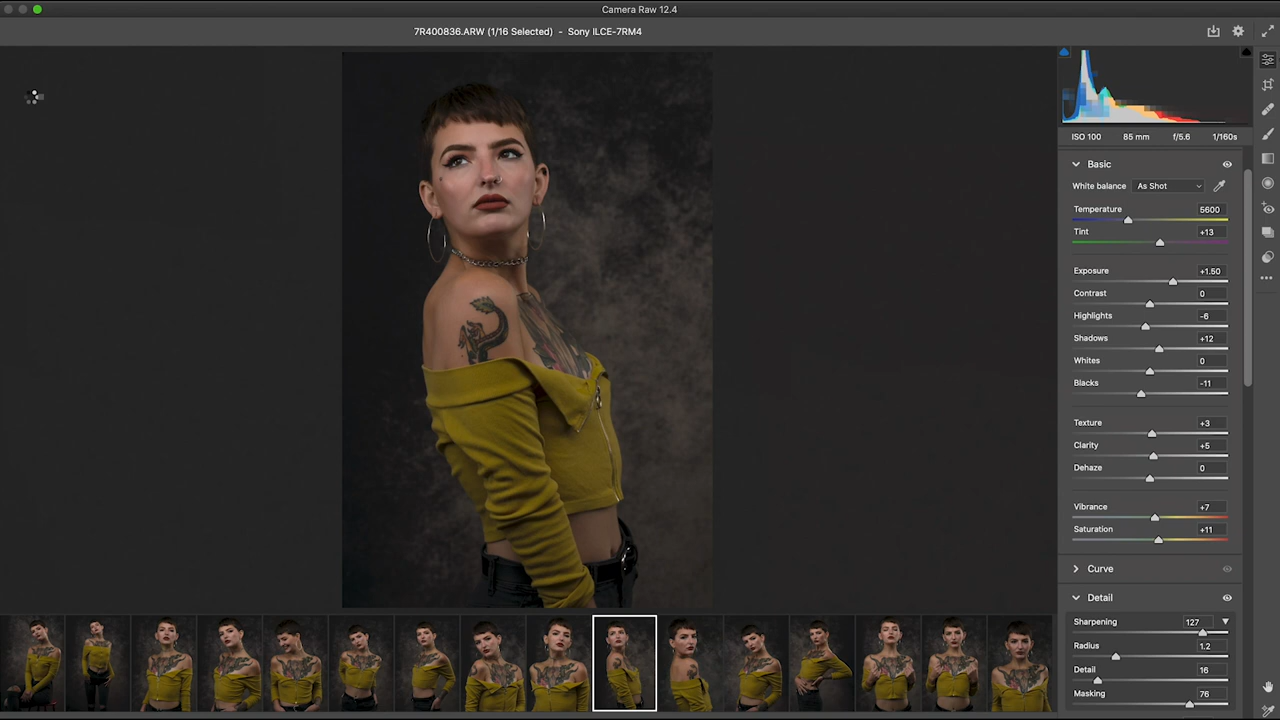 Camera Raw 12.4
7R400836.ARW (1/16 Selected) - Sony ILCE-7RM4
ISO 100 85 mm f/5.6 1/160s
Basic
White balance As Shot
Temperature 5600
Tint +13
Exposure +1.50
Contrast 0
Highlights -6
Shadows +12
Whites 0
Blacks -11
Texture +3
Clarity +5
Dehaze 0
Vibrance +7
Saturation +11
Curve
Detail
Sharpening 127
Radius 1.2
Detail 16
Masking 76